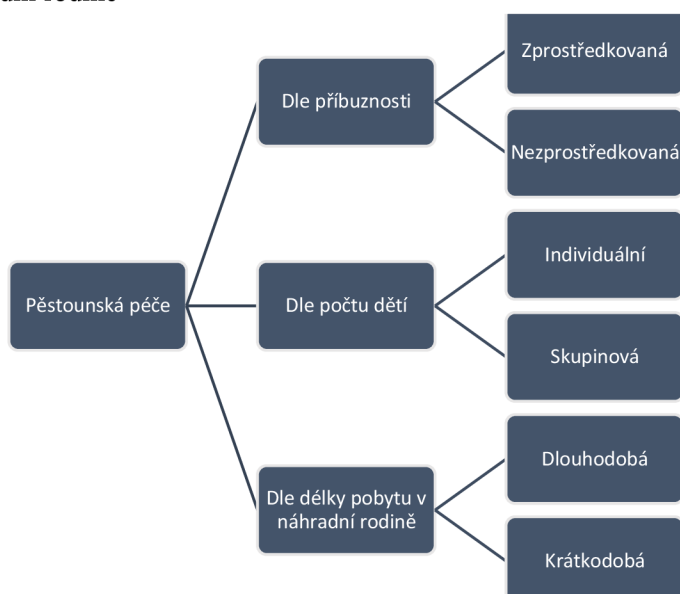 Zprostředkovaná
Dle příbuznosti
Nezprostředkovaná
Individuální
Pěstounská péče
Dle počtu dětí
Skupinová
Dlouhodobá
Dle délky pobytu v
náhradní rodině
Krátkodobá